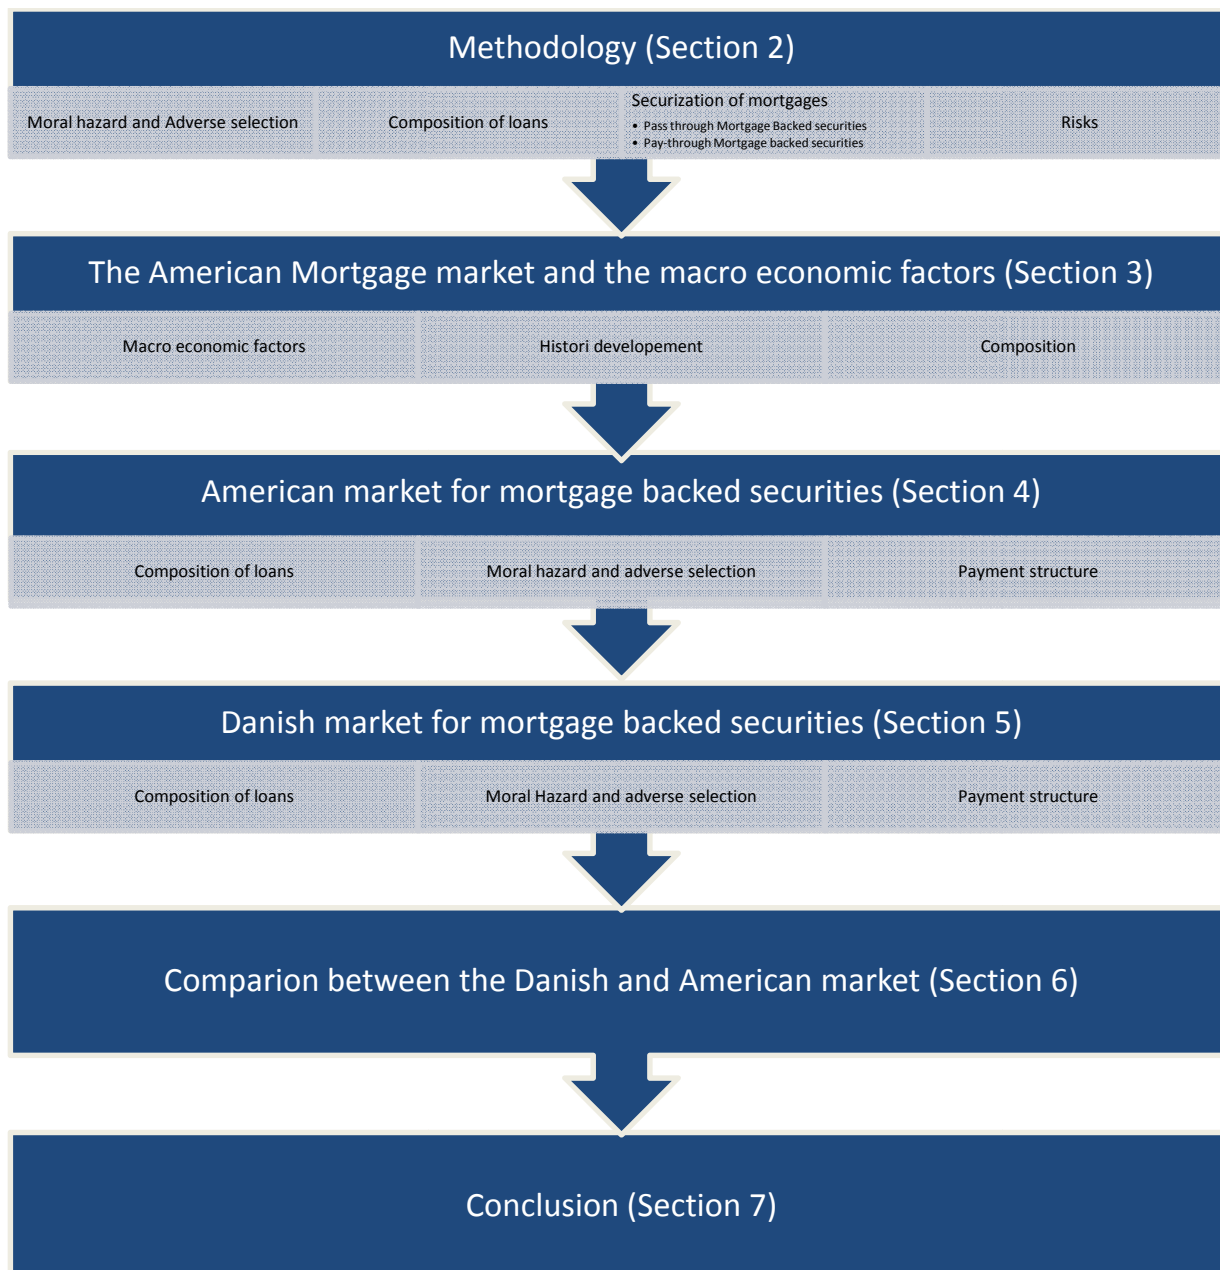 Methodology (Section 2)
Moral hazard and Adverse selection
Composition of loans
Securization of mortgages
• Pass through Mortgage Backed securities
• Pay-through Mortgage backed securities
Risks
The American Mortgage market and the macro economic factors (Section 3)
Macro economic factors
Histori developement
Composition
American market for mortgage backed securities (Section 4)
Composition of loans
Moral hazard and adverse selection
Payment structure
Danish market for mortgage backed securities (Section 5)
Composition of loans
Moral Hazard and adverse selection
Payment structure
Comparion between the Danish and American market (Section 6)
Conclusion (Section 7)